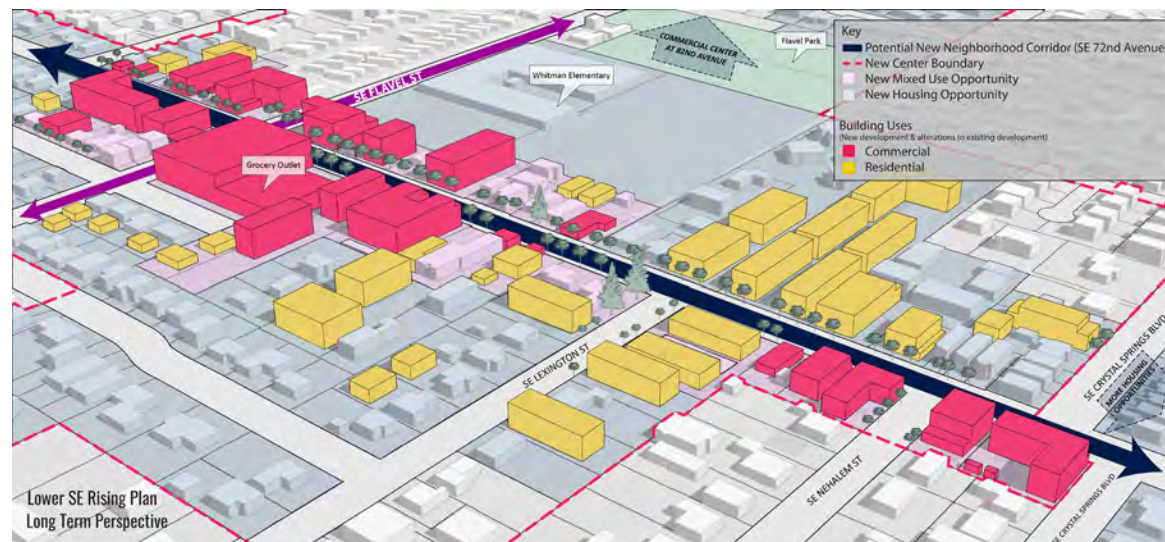 COMMERCIAL CENTER
AT 82ND AVENUE
Flavel Park
Whitman Elementary
SE FLAVEL ST
Grocery Outlet
Key
Potential New Neighborhood Corridor (SE 72nd Avenue)
New Center Boundary
New Mixed Use Opportunity
New Housing Opportunity
Building Uses
(New development & alterations to existing development)
Commercial
Residential
SE LEXINGTON ST
SE CRYSTAL SPRINGS BLVD
MORE HOUSING
OPPORTUNITIES
SE NEHALEM ST
SE CRYSTAL SPRINGS BLVD
Lower SE Rising Plan
Long Term Perspective